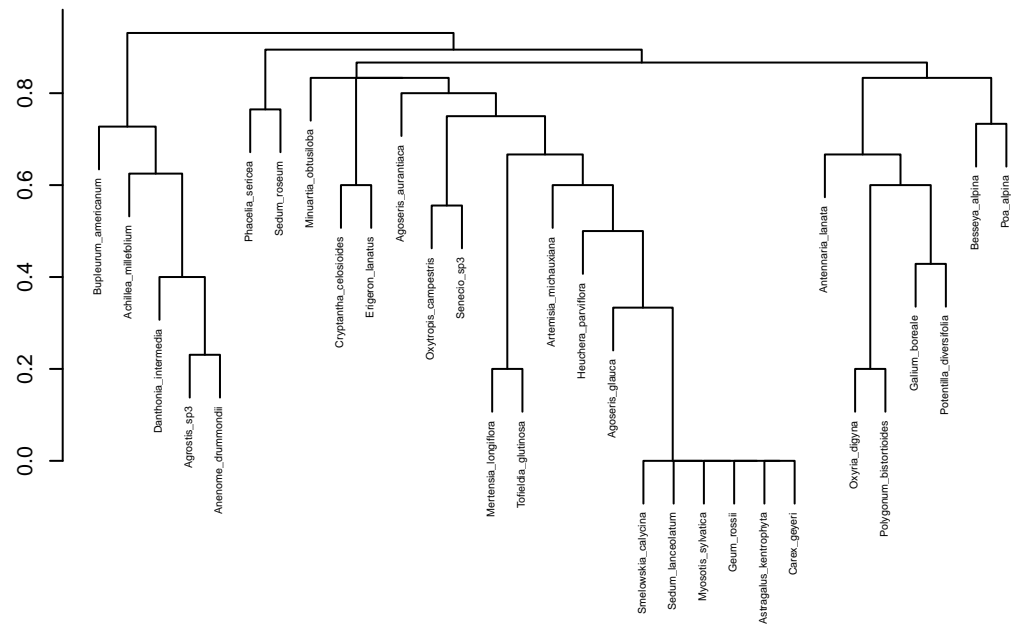 0.8
0.6
0.4
0.2
0.0
Bupleurum_americanum
Achillea_millefolium
Danthonia_intermedia
Agrostis_sp3
Anenome_drummondii
Phacelia_sericea
Sedum_roseum
Minuartia_obtusiloba
Cryptantha_celosioides
Erigeron_lanatus
Agoseris_aurantiaca
Oxytropis_campestris
Senecio_sp3
Mertensia_longiflora
Tofieldia_glutinosa
Artemisia_michauxiana
Heuchera_parviflora
Agoseris_glauca
Smelowskia_calycina
Sedum_lanceolatum
Myosotis_sylvatica
Geum_rossii
Astragalus_kentrophyta
Carex_geyeri
Antennaria_lanata
Oxyria_digyna
Polygonum_bistortioides
Galium_boreale
Potentilla_diversifolia
Besseya_alpina
Poa_alpina